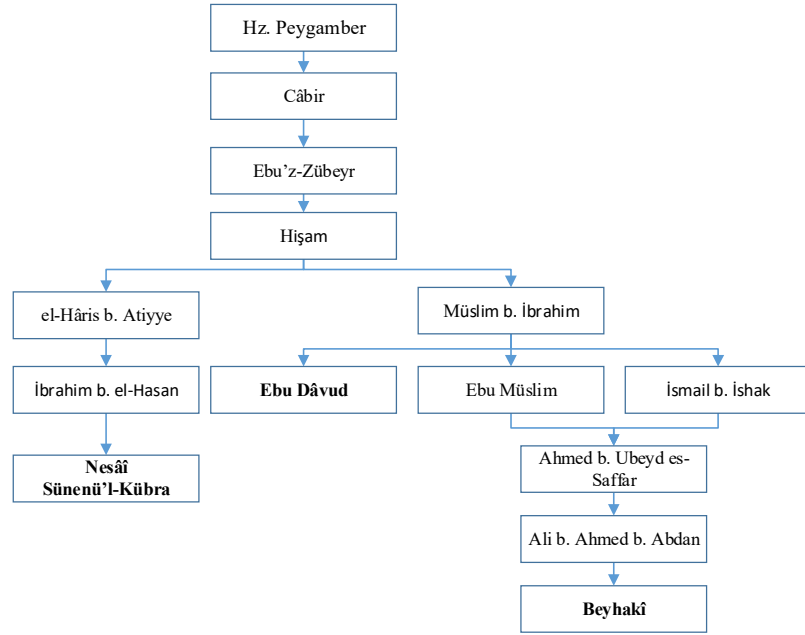 Hz. Peygamber
Câbir
Ebu’z-Zübeyr
Hişam
el-Hâris b. Atiyye
Müslim b. İbrahim
İbrahim b. el-Hasan
Ebu Dâvud
Ebu Müslim
İsmail b. İshak
Nesâî
Sünenü’l-Kübra
Ahmed b. Ubeyd es-
Saffar
Ali b. Ahmed b. Abdan
Beyhakî